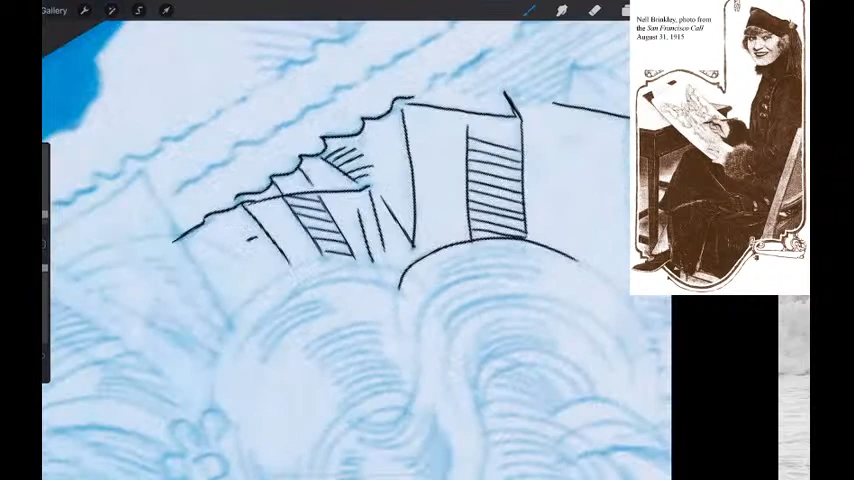 Gallery
Nell Brinkley, photo from
the San Francisco Call
August 31, 1915